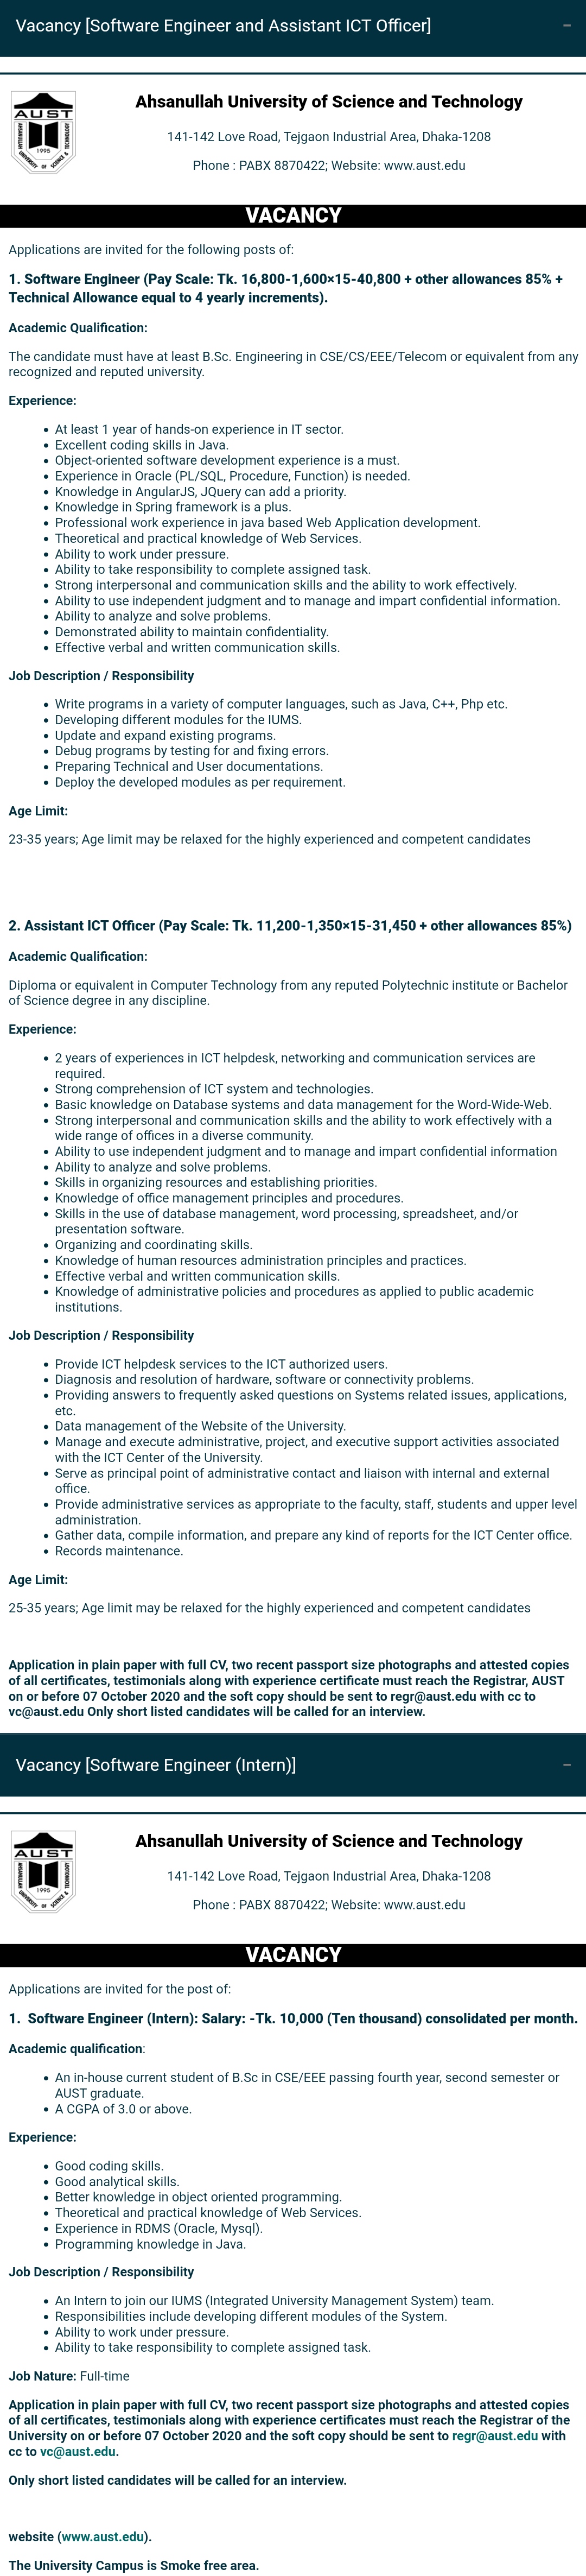 Vacancy [Software Engineer and Assistant ICT Officer]
Ahsanullah University of Science and Technology
141-142 Love Road, Tejgaon Industrial Area, Dhaka-1208
Phone : PABX 8870422; Website: www.aust.edu
AUST
1995
AHSANULLAH UNIVERSITY OF SCIENCE & TECHNOLOGY
VACANCY
Applications are invited for the following posts of:
1. Software Engineer (Pay Scale: Tk. 16,800-1,600×15-40,800 + other allowances 85% +
Technical Allowance equal to 4 yearly increments).
Academic Qualification:
The candidate must have at least B.Sc. Engineering in CSE/CS/EEE/Telecom or equivalent from any
recognized and reputed university.
Experience:
• At least 1 year of hands-on experience in IT sector.
• Excellent coding skills in Java.
• Object-oriented software development experience is a must.
• Experience in Oracle (PL/SQL, Procedure, Function) is needed.
• Knowledge in AngularJS, JQuery can add a priority.
• Knowledge in Spring framework is a plus.
• Professional work experience in java based Web Application development.
• Theoretical and practical knowledge of Web Services.
• Ability to work under pressure.
• Ability to take responsibility to complete assigned task.
• Strong interpersonal and communication skills and the ability to work effectively.
• Ability to use independent judgment and to manage and impart confidential information.
• Ability to analyze and solve problems.
• Demonstrated ability to maintain confidentiality.
• Effective verbal and written communication skills.
Job Description / Responsibility
• Write programs in a variety of computer languages, such as Java, C++, Php etc.
• Developing different modules for the IUMS.
• Update and expand existing programs.
• Debug programs by testing for and fixing errors.
• Preparing Technical and User documentations.
• Deploy the developed modules as per requirement.
Age Limit:
23-35 years; Age limit may be relaxed for the highly experienced and competent candidates
2. Assistant ICT Officer (Pay Scale: Tk. 11,200-1,350×15-31,450 + other allowances 85%)
Academic Qualification:
Diploma or equivalent in Computer Technology from any reputed Polytechnic institute or Bachelor
of Science degree in any discipline.
Experience:
• 2 years of experiences in ICT helpdesk, networking and communication services are
required.
• Strong comprehension of ICT system and technologies.
• Basic knowledge on Database systems and data management for the Word-Wide-Web.
• Strong interpersonal and communication skills and the ability to work effectively with a
wide range of offices in a diverse community.
• Ability to use independent judgment and to manage and impart confidential information
• Ability to analyze and solve problems.
• Skills in organizing resources and establishing priorities.
• Knowledge of office management principles and procedures.
• Skills in the use of database management, word processing, spreadsheet, and/or
presentation software.
• Organizing and coordinating skills.
• Knowledge of human resources administration principles and practices.
• Effective verbal and written communication skills.
• Knowledge of administrative policies and procedures as applied to public academic
institutions.
Job Description / Responsibility
• Provide ICT helpdesk services to the ICT authorized users.
• Diagnosis and resolution of hardware, software or connectivity problems.
• Providing answers to frequently asked questions on Systems related issues, applications,
etc.
• Data management of the Website of the University.
• Manage and execute administrative, project, and executive support activities associated
with the ICT Center of the University.
• Serve as principal point of administrative contact and liaison with internal and external
office.
• Provide administrative services as appropriate to the faculty, staff, students and upper level
administration.
• Gather data, compile information, and prepare any kind of reports for the ICT Center office.
• Records maintenance.
Age Limit:
25-35 years; Age limit may be relaxed for the highly experienced and competent candidates
Application in plain paper with full CV, two recent passport size photographs and attested copies
of all certificates, testimonials along with experience certificate must reach the Registrar, AUST
on or before 07 October 2020 and the soft copy should be sent to regr@aust.edu with cc to
vc@aust.edu Only short listed candidates will be called for an interview.
Vacancy [Software Engineer (Intern)]
Ahsanullah University of Science and Technology
141-142 Love Road, Tejgaon Industrial Area, Dhaka-1208
Phone : PABX 8870422; Website: www.aust.edu
AUST
1995
AHSANULLAH UNIVERSITY OF SCIENCE & TECHNOLOGY
VACANCY
Applications are invited for the post of:
1. Software Engineer (Intern): Salary: -Tk. 10,000 (Ten thousand) consolidated per month.
Academic qualification:
• An in-house current student of B.Sc in CSE/EEE passing fourth year, second semester or
AUST graduate.
• A CGPA of 3.0 or above.
Experience:
• Good coding skills.
• Good analytical skills.
• Better knowledge in object oriented programming.
• Theoretical and practical knowledge of Web Services.
• Experience in RDMS (Oracle, Mysql).
• Programming knowledge in Java.
Job Description / Responsibility
• An Intern to join our IUMS (Integrated University Management System) team.
• Responsibilities include developing different modules of the System.
• Ability to work under pressure.
• Ability to take responsibility to complete assigned task.
Job Nature: Full-time
Application in plain paper with full CV, two recent passport size photographs and attested copies
of all certificates, testimonials along with experience certificates must reach the Registrar of the
University on or before 07 October 2020 and the soft copy should be sent to regr@aust.edu with
cc to vc@aust.edu.
Only short listed candidates will be called for an interview.
website (www.aust.edu).
The University Campus is Smoke free area.